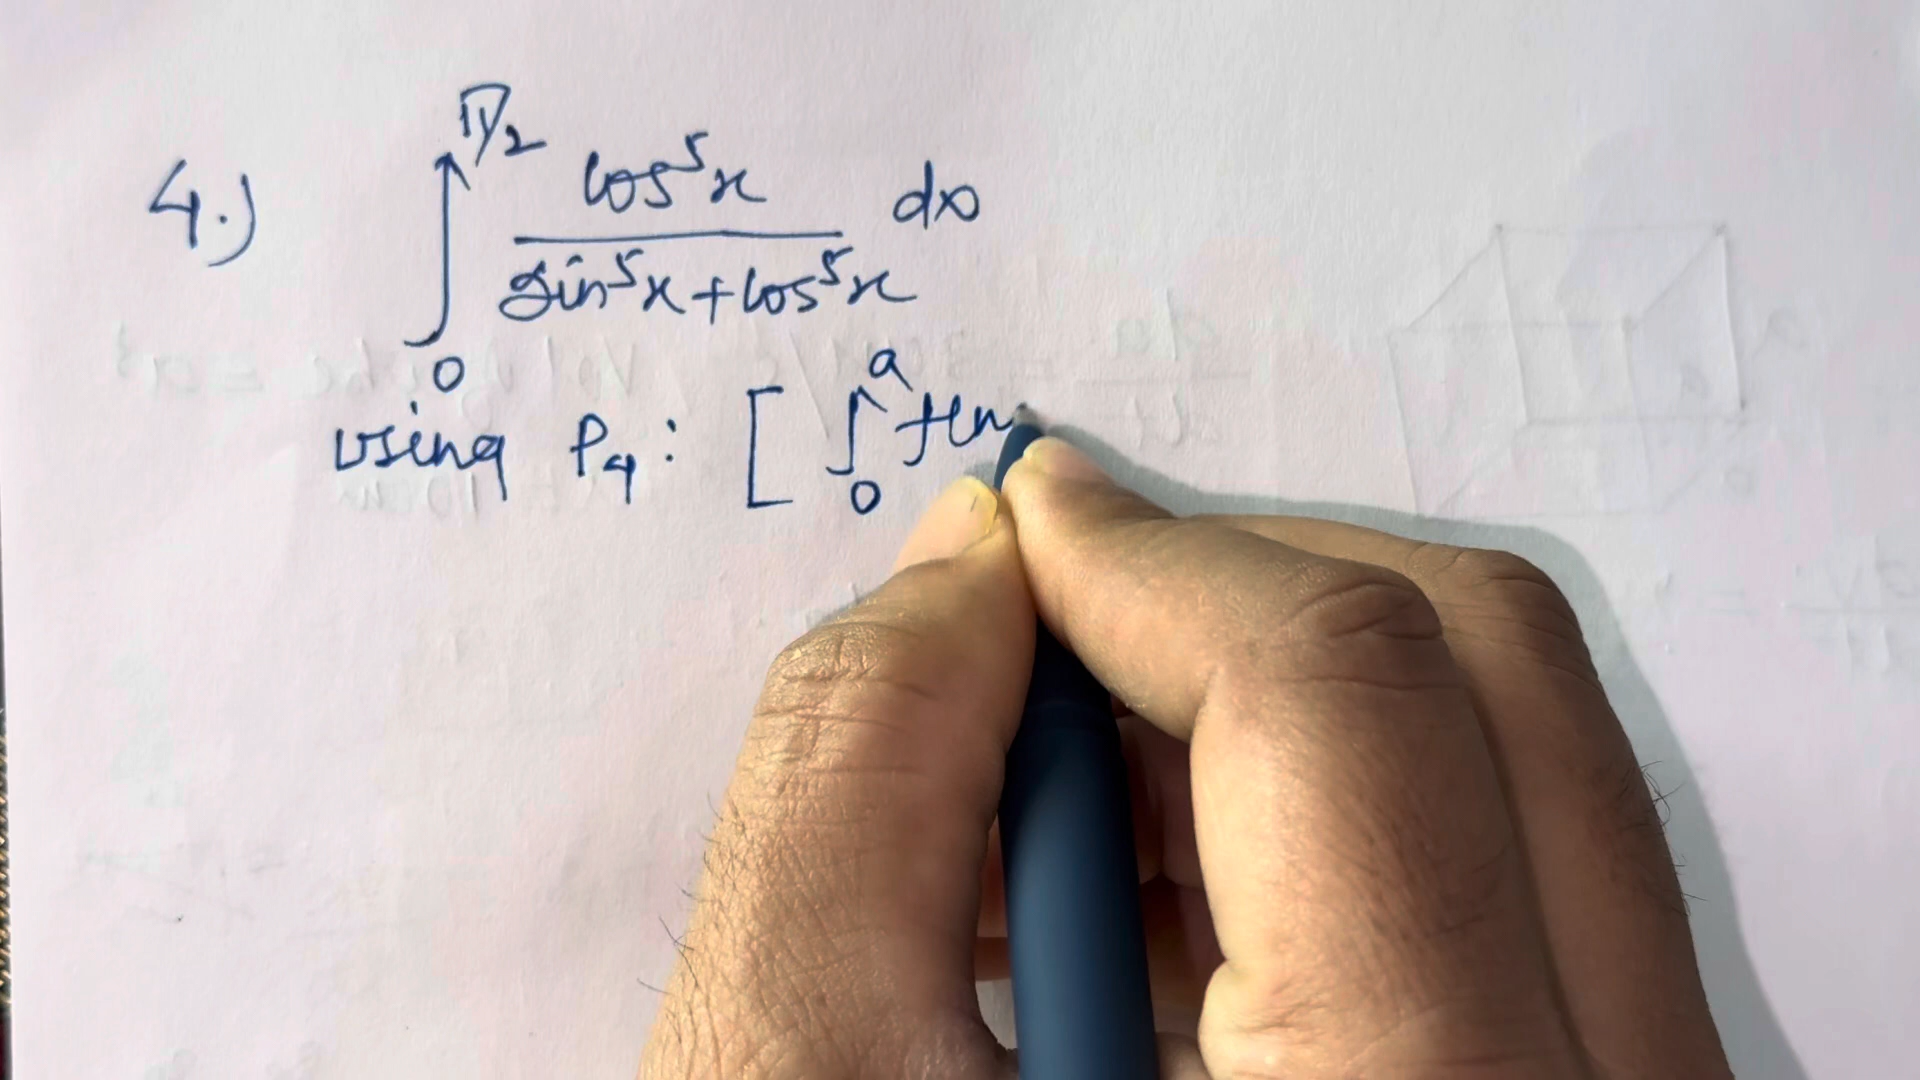 4.) ∫₀^(π/2) cos⁵x / (sin⁵x + cos⁵x) dx
using P₄: [ ∫₀^a f(x